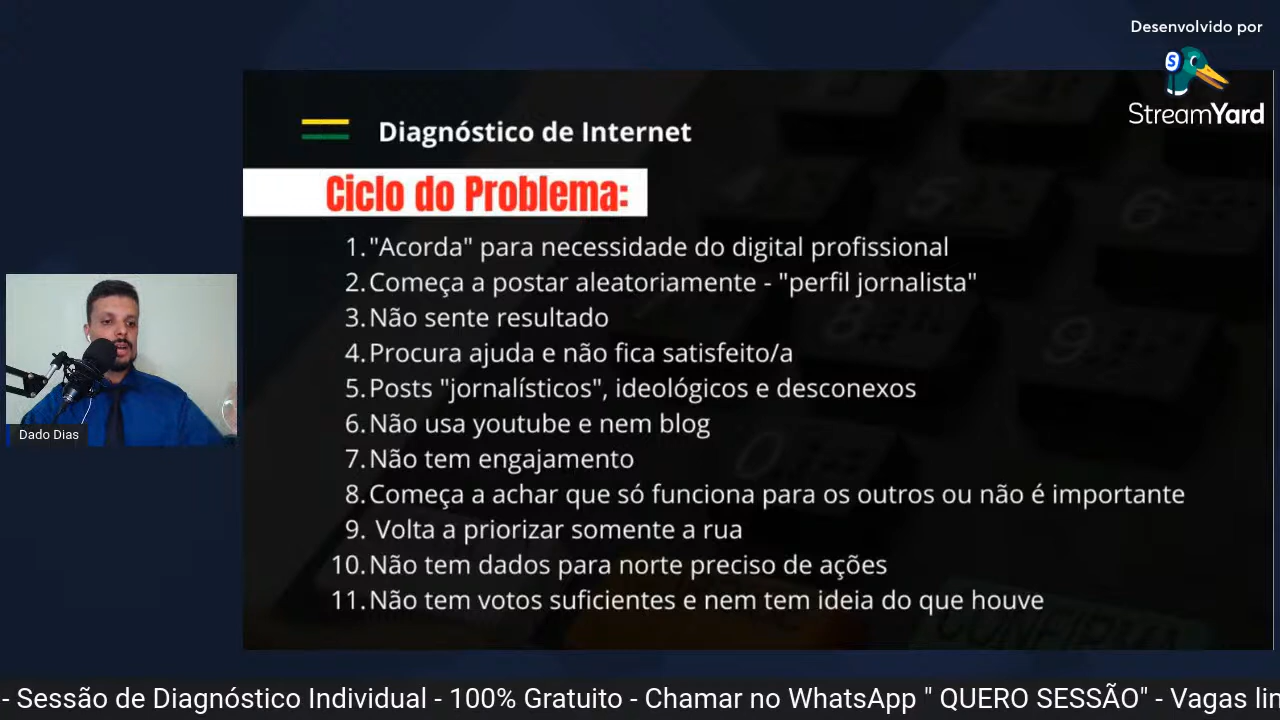 Desenvolvido por
StreamYard
Diagnóstico de Internet
Ciclo do Problema:
1. "Acorda" para necessidade do digital profissional
2. Começa a postar aleatoriamente - "perfil jornalista"
3. Não sente resultado
4. Procura ajuda e não fica satisfeito/a
5. Posts "jornalísticos", ideológicos e desconexos
6. Não usa youtube e nem blog
7. Não tem engajamento
8. Começa a achar que só funciona para os outros ou não é importante
9. Volta a priorizar somente a rua
10. Não tem dados para norte preciso de ações
11. Não tem votos suficientes e nem tem ideia do que houve
Dado Dias
- Sessão de Diagnóstico Individual - 100% Gratuito - Chamar no WhatsApp " QUERO SESSÃO" - Vagas